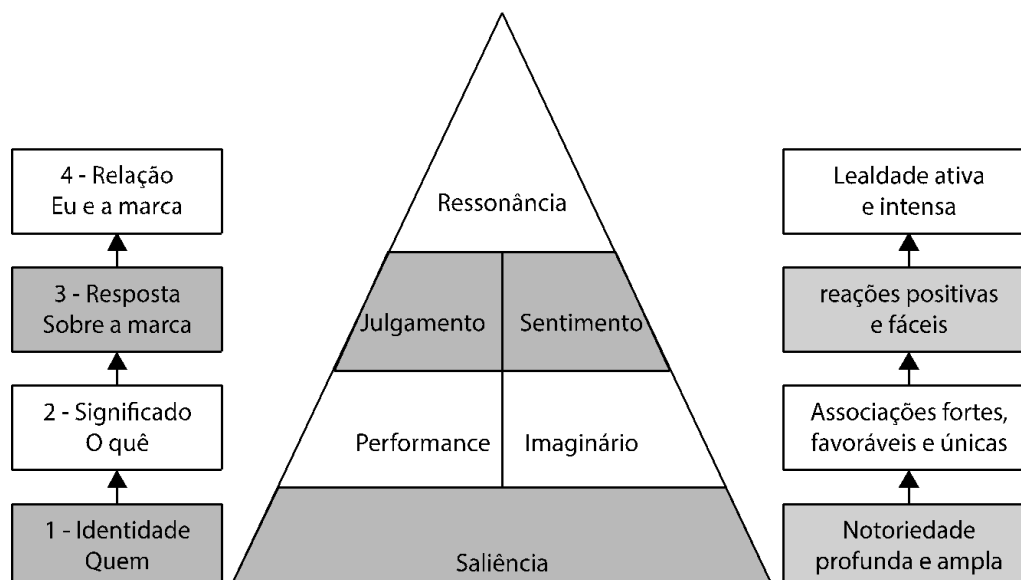 4 - Relação
Eu e a marca
3 - Resposta
Sobre a marca
2 - Significado
O quê
1 - Identidade
Quem
Ressonância
Julgamento
Sentimento
Performance
Imaginário
Saliência
Lealdade ativa
e intensa
reações positivas
e fáceis
Associações fortes,
favoráveis e únicas
Notoriedade
profunda e ampla